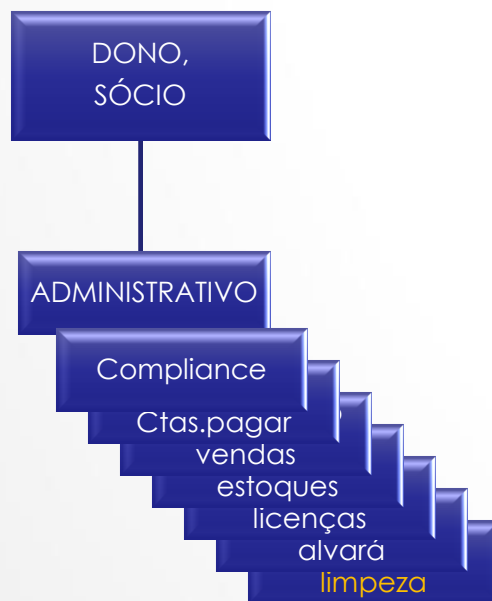 DONO,
SÓCIO
ADMINISTRATIVO
Compliance
Ctas.pagar
vendas
estoques
licenças
alvará
limpeza